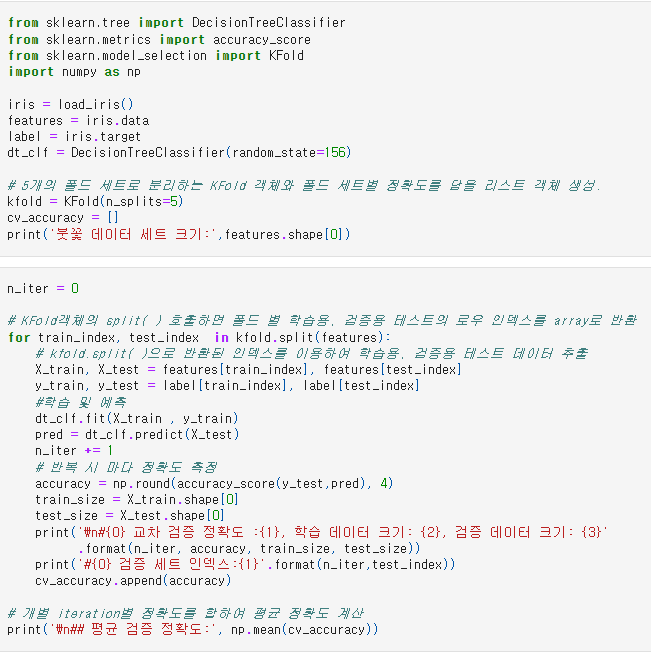 from sklearn.tree import DecisionTreeClassifier
from sklearn.metrics import accuracy_score
from sklearn.model_selection import KFold
import numpy as np

iris = load_iris()
features = iris.data
label = iris.target
dt_clf = DecisionTreeClassifier(random_state=156)

# 5개의 폴드 세트로 분리하는 KFold 객체와 폴드 세트별 정확도를 담을 리스트 객체 생성.
kfold = KFold(n_splits=5)
cv_accuracy = []
print('붓꽃 데이터 세트 크기:',features.shape[0])

n_iter = 0

# KFold객체의 split( ) 호출하면 폴드 별 학습용, 검증용 테스트의 로우 인덱스를 array로 반환
for train_index, test_index  in kfold.split(features):
    # kfold.split( )으로 반환된 인덱스를 이용하여 학습용, 검증용 테스트 데이터 추출
    X_train, X_test = features[train_index], features[test_index]
    y_train, y_test = label[train_index], label[test_index]
    #학습 및 예측
    dt_clf.fit(X_train , y_train)
    pred = dt_clf.predict(X_test)
    n_iter += 1
    # 반복 시 마다 정확도 측정
    accuracy = np.round(accuracy_score(y_test,pred), 4)
    train_size = X_train.shape[0]
    test_size = X_test.shape[0]
    print('₩n#{0} 교차 검증 정확도 :{1}, 학습 데이터 크기: {2}, 검증 데이터 크기: {3}'
          .format(n_iter, accuracy, train_size, test_size))
    print('#{0} 검증 세트 인덱스:{1}'.format(n_iter,test_index))
    cv_accuracy.append(accuracy)

# 개별 iteration별 정확도를 합하여 평균 정확도 계산
print('₩n## 평균 검증 정확도:', np.mean(cv_accuracy))